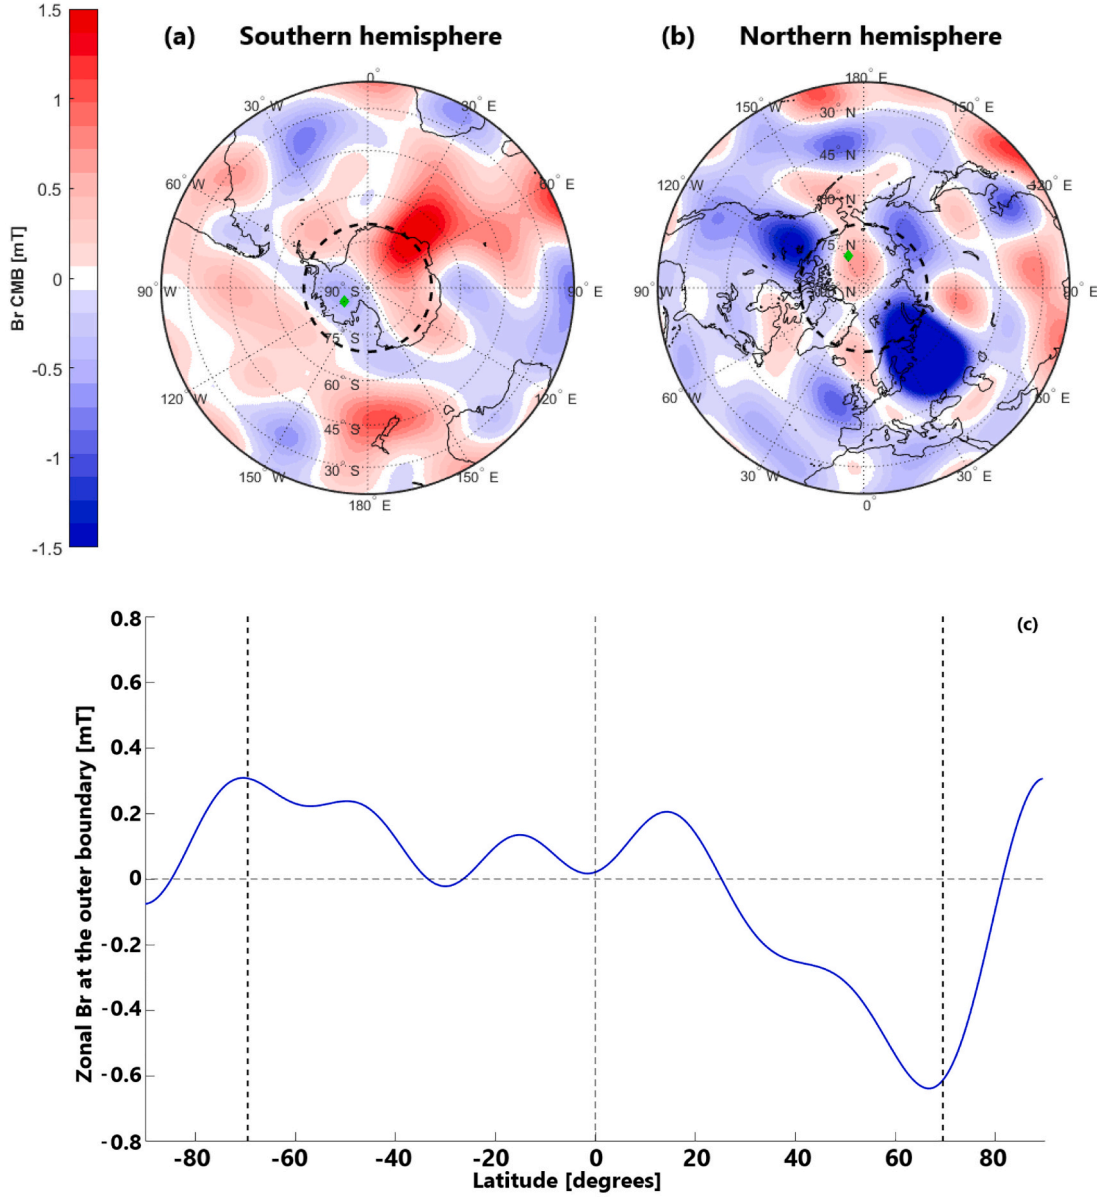 (a) Southern hemisphere
(b) Northern hemisphere
1.5
1
0.5
0
-0.5
-1
-1.5
Br CMB [mT]
0°
30° W
30° E
60° W
60° E
90° W
90° E
120° W
120° E
150° W
150° E
180° E
90° S
75° S
60° S
45° S
30° S
180° E
150° W
150° E
120° W
120° E
90° W
90° E
60° W
60° E
30° W
30° E
0°
30° N
45° N
60° N
75° N
90° N
(c)
Zonal Br at the outer boundary [mT]
0.8
0.6
0.4
0.2
0
-0.2
-0.4
-0.6
-0.8
-80
-60
-40
-20
0
20
40
60
80
Latitude [degrees]